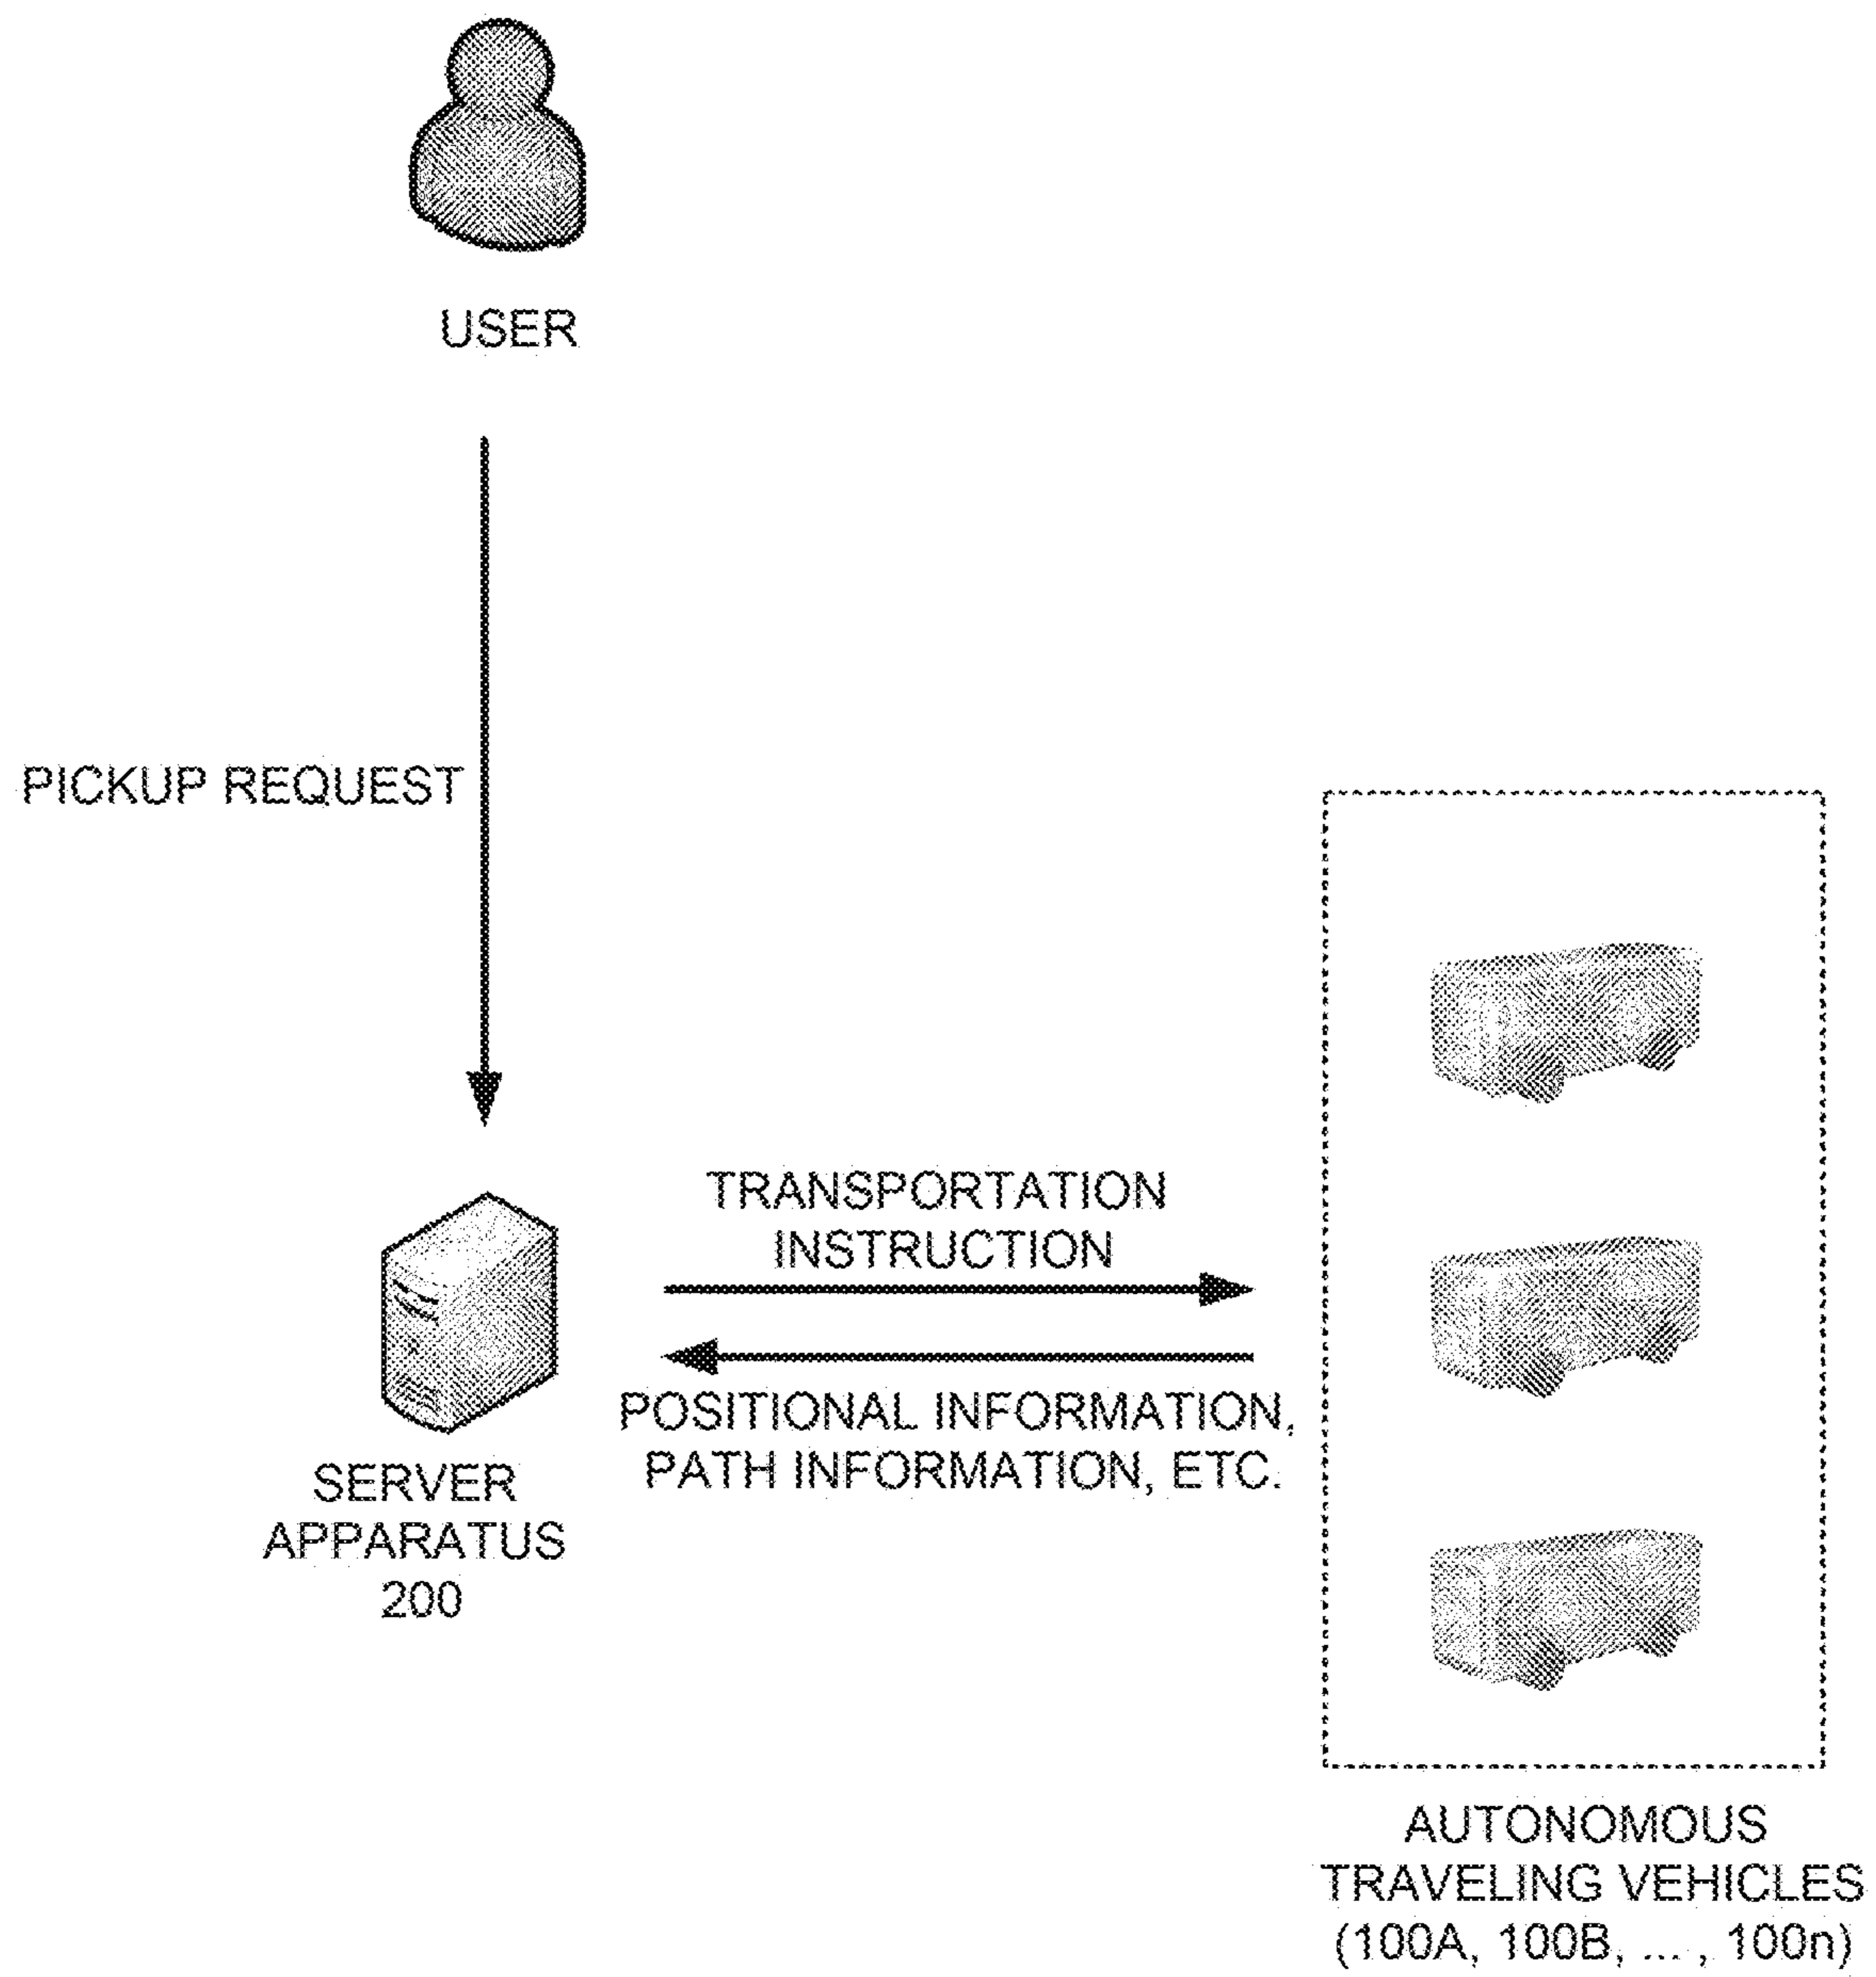 USER
PICKUP REQUEST
TRANSPORTATION
INSTRUCTION
POSITIONAL INFORMATION,
PATH INFORMATION, ETC.
SERVER
APPARATUS
200
AUTONOMOUS
TRAVELING VEHICLES
(100A, 100B, ... , 100n)